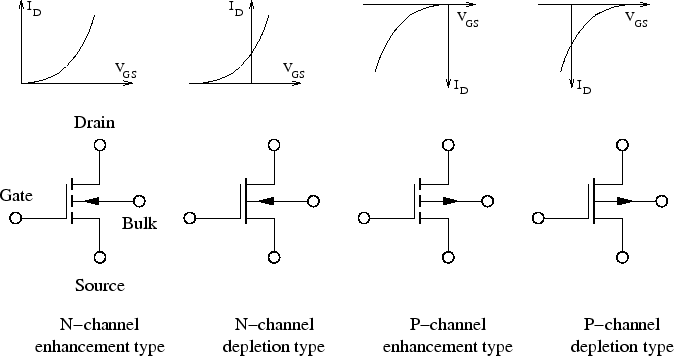 I_D
V_GS
I_D
V_GS
V_GS
I_D
V_GS
I_D
Drain
Gate
Bulk
Source
N−channel
enhancement type
N−channel
depletion type
P−channel
enhancement type
P−channel
depletion type